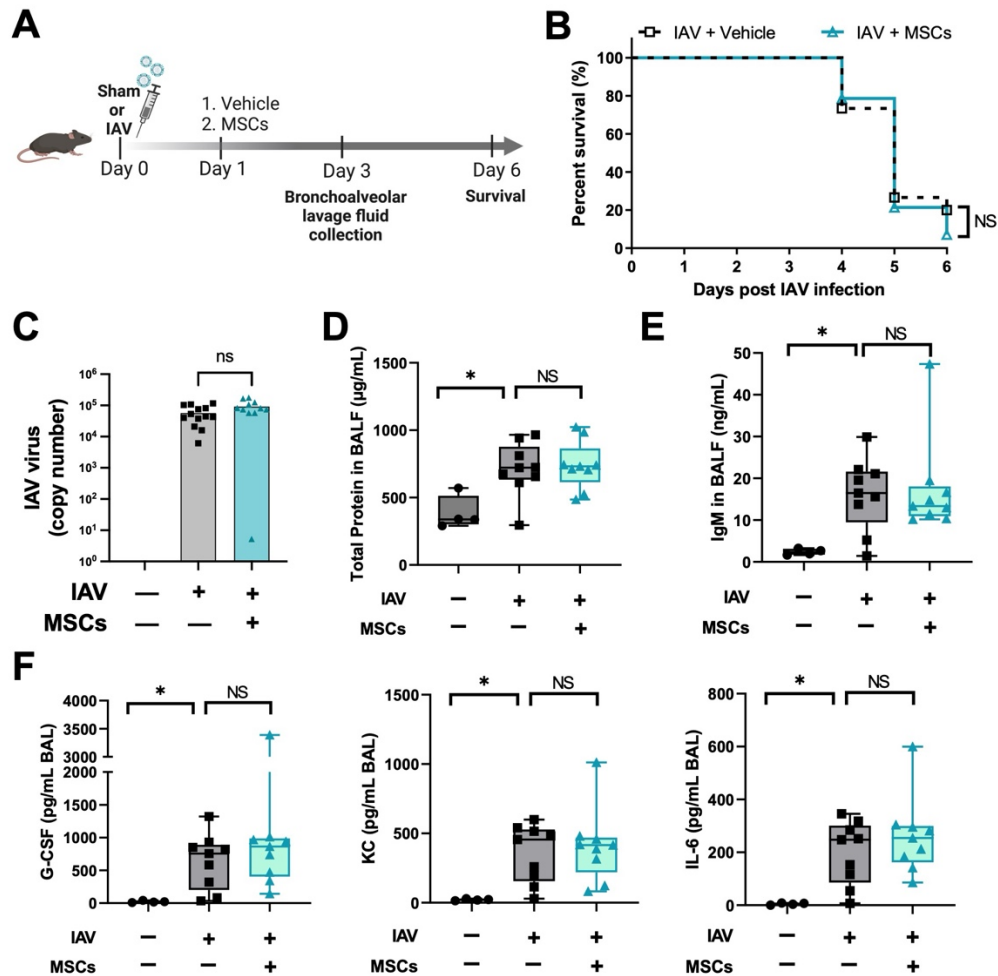 A
Sham
or
IAV
1. Vehicle
2. MSCs
Day 0
Day 1
Day 3
Day 6
Bronchoalveolar
lavage fluid
collection
Survival
B
IAV + Vehicle
IAV + MSCs
Percent survival (%)
100
80
60
40
20
0
0 1 2 3 4 5 6
Days post IAV infection
NS
C
ns
IAV virus
(copy number)
10⁶
10⁵
10⁴
10³
10²
10¹
10⁰
IAV — + +
MSCs — — +
D
* NS
Total Protein in BALF (µg/mL)
1500
1000
500
0
IAV − + +
MSCs − − +
E
* NS
IgM in BALF (ng/mL)
50
40
30
20
10
0
IAV − + +
MSCs − − +
F
* NS
G-CSF (pg/mL BAL)
4000
3500
3000
2000
1500
1000
500
0
IAV − + +
MSCs − − +
* NS
KC (pg/mL BAL)
1500
1000
500
0
IAV − + +
MSCs − − +
* NS
IL-6 (pg/mL BAL)
800
600
400
200
0
IAV − + +
MSCs − − +